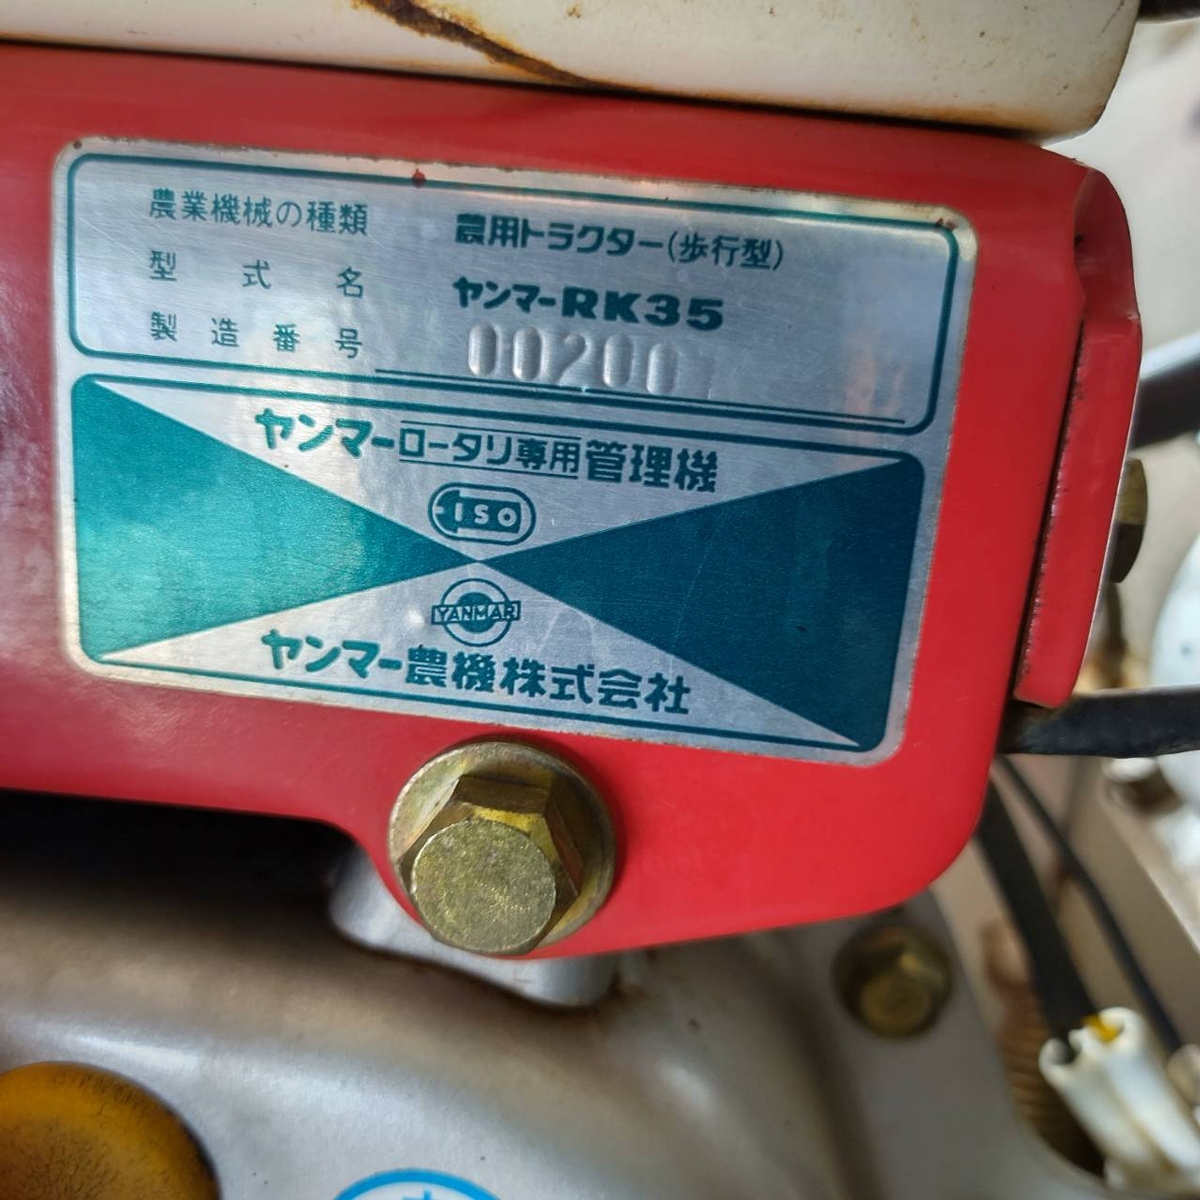 農業機械の種類 農用トラクター(歩行型)
型式名 ヤンマーRK35
製造番号 00200
ヤンマーロータリ専用管理機
ISO
YANMAR
ヤンマー農機株式会社